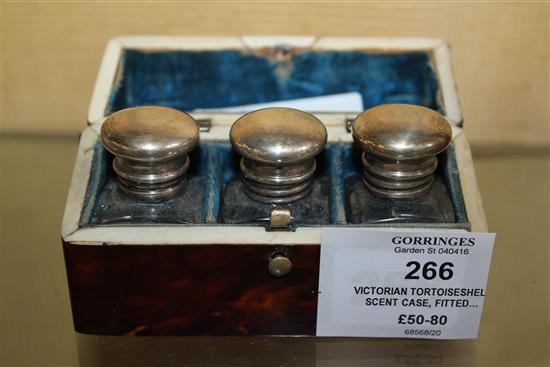 GORRINGES
Garden St 040416
266
VICTORIAN TORTOISESHEL
SCENT CASE, FITTED...
£50-80
68568/20